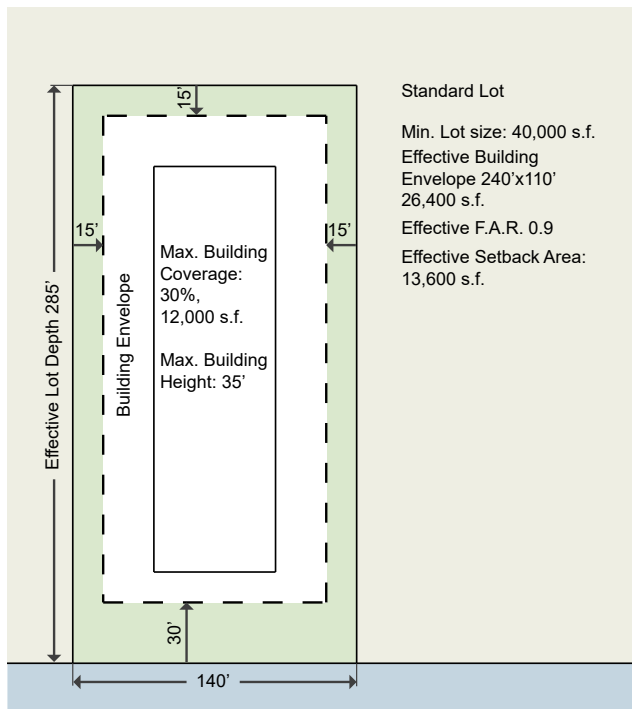 15’
Standard Lot
Min. Lot size: 40,000 s.f.
Effective Building
Envelope 240’x110’
26,400 s.f.
Effective F.A.R. 0.9
Effective Setback Area:
13,600 s.f.
15’
15’
Max. Building
Coverage:
30%,
12,000 s.f.
Max. Building
Height: 35’
Building Envelope
Effective Lot Depth 285’
30’
140’